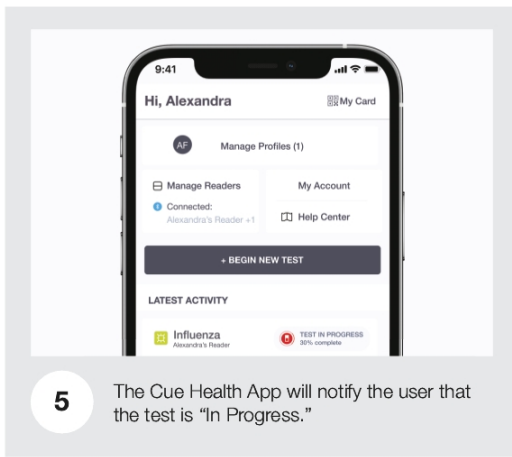 9:41
Hi, Alexandra
My Card
AF
Manage Profiles (1)
Manage Readers
My Account
Connected:
Alexandra's Reader +1
Help Center
+ BEGIN NEW TEST
LATEST ACTIVITY
Influenza
TEST IN PROGRESS
Alexandra's Reader
30% complete
5
The Cue Health App will notify the user that
the test is “In Progress.”